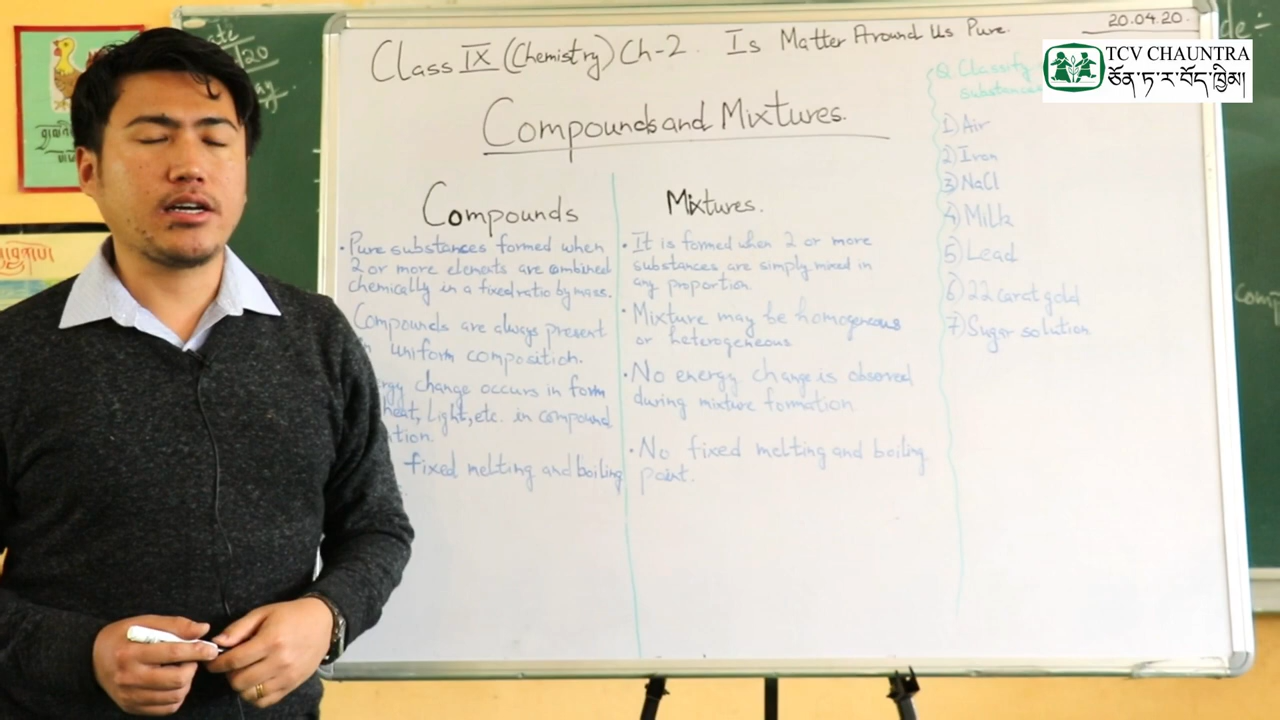 20.04.20.
Class IX (Chemistry) Ch-2. Is Matter Around Us Pure.
TCV CHAUNTRA
ཅོན་ཏ་ར་བོད་ཁྱིམ།
Compounds and Mixtures.
Compounds
• Pure substances formed when
2 or more elements are combined
chemically in a fixed ratio by mass.
Compounds are always present
uniform composition.
change occurs in form
heat, Light, etc. in compound
fixed melting and boiling
Mixtures.
• It is formed when 2 or more
substances are simply mixed in
any proportion.
• Mixture may be homogeneous
or heterogeneous
• No energy change is observed
during mixture formation
• No fixed melting and boiling
point.
Q. Classify
substances
1) Air
2) Iron
3) NaCl
4) Milk
5) Lead
6) 22 carat gold
7) Sugar solution